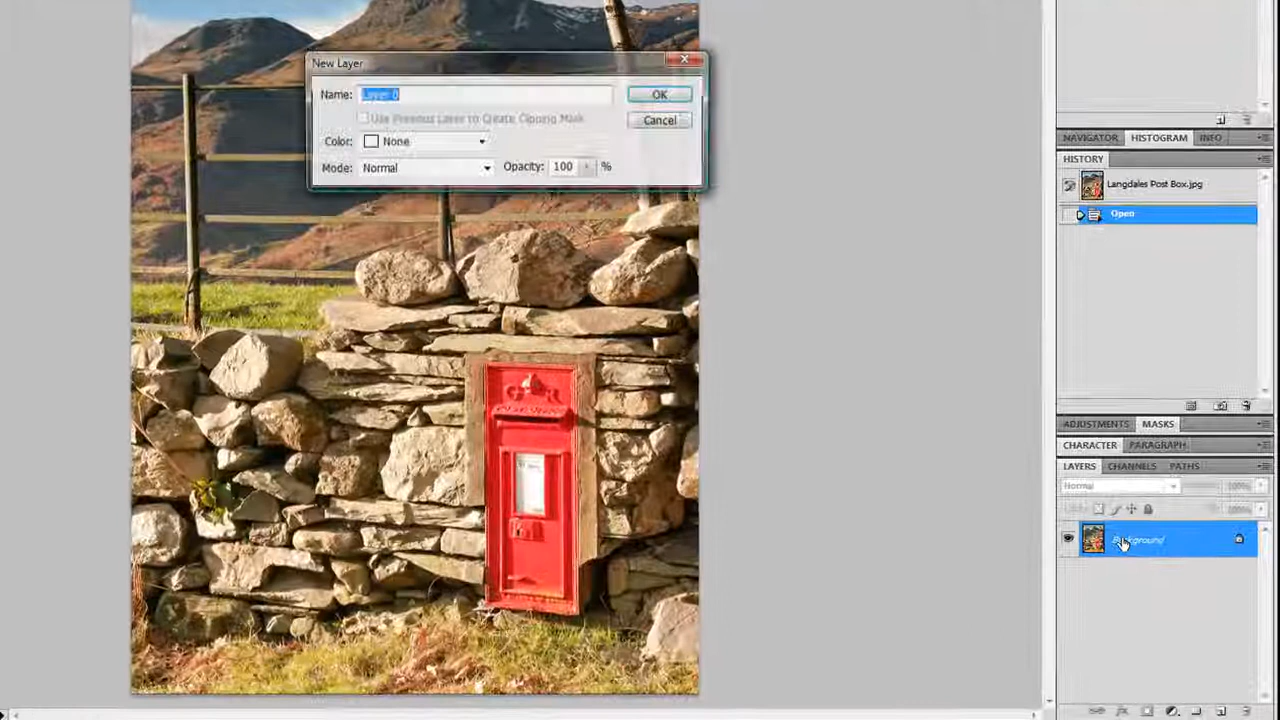 New Layer
Name: Layer 0
OK
Use Previous Layer to Create Clipping Mask
Cancel
Color: None
Mode: Normal
Opacity: 100 %
NAVIGATOR HISTOGRAM INFO
HISTORY
Langdales Post Box.jpg
Open
ADJUSTMENTS MASKS
CHARACTER PARAGRAPH
LAYERS CHANNELS PATHS
Normal
100%
100%
Background
G R